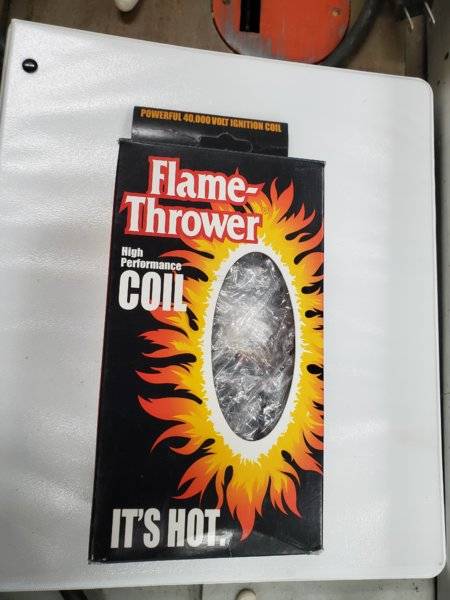 POWERFUL 40,000 VOLT IGNITION COIL
Flame-
Thrower
High
Performance
COIL
IT'S HOT.